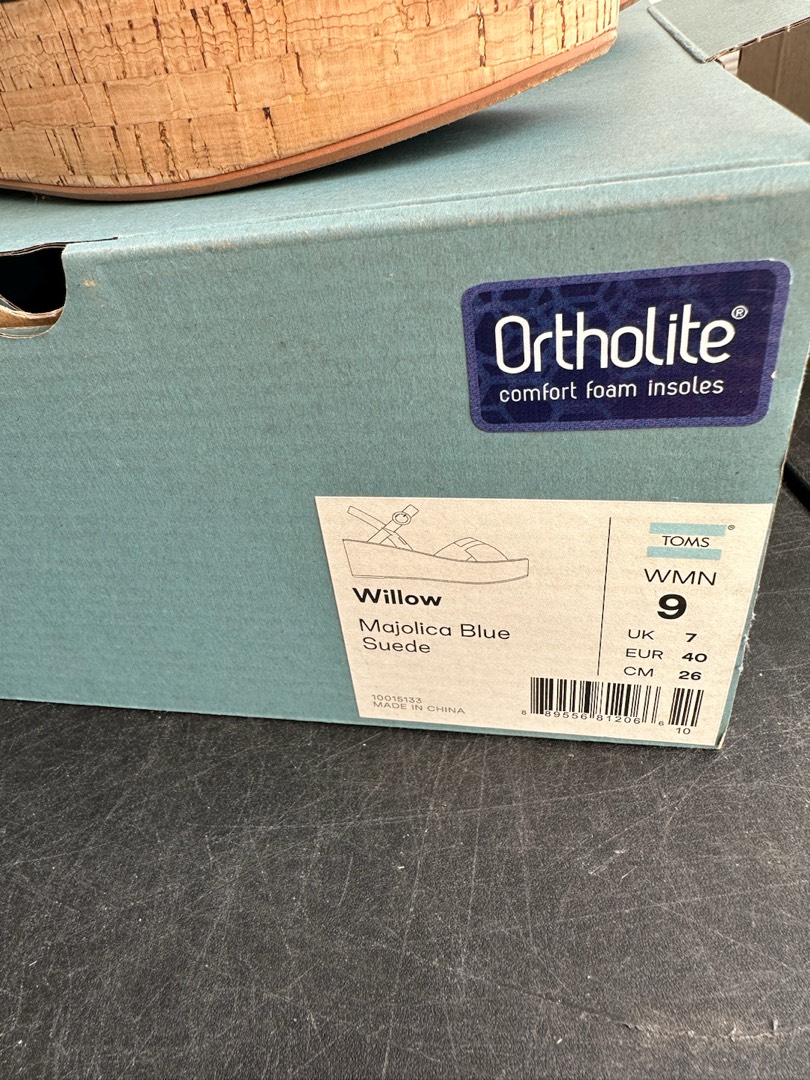 Ortholite®
comfort foam insoles
TOMS®
WMN
9
UK 7
EUR 40
CM 26
Willow
Majolica Blue
Suede
10015133
MADE IN CHINA
8 89556 81206 6
10